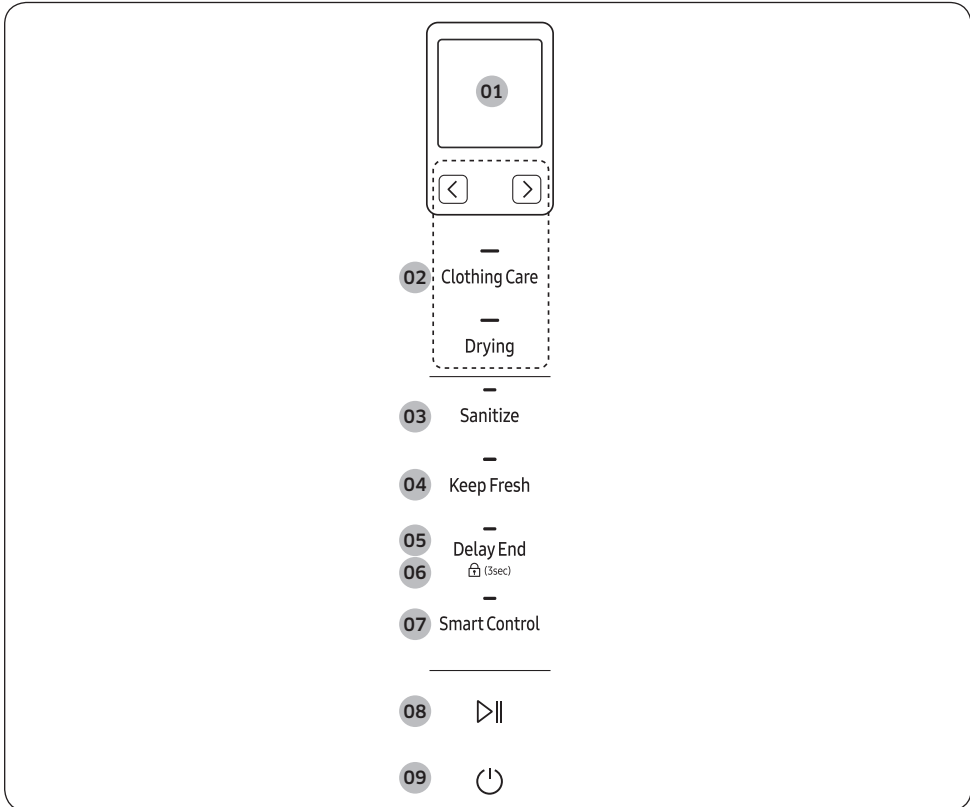 01
02 Clothing Care
Drying
03 Sanitize
04 Keep Fresh
05 Delay End
06 (3sec)
07 Smart Control
08
09